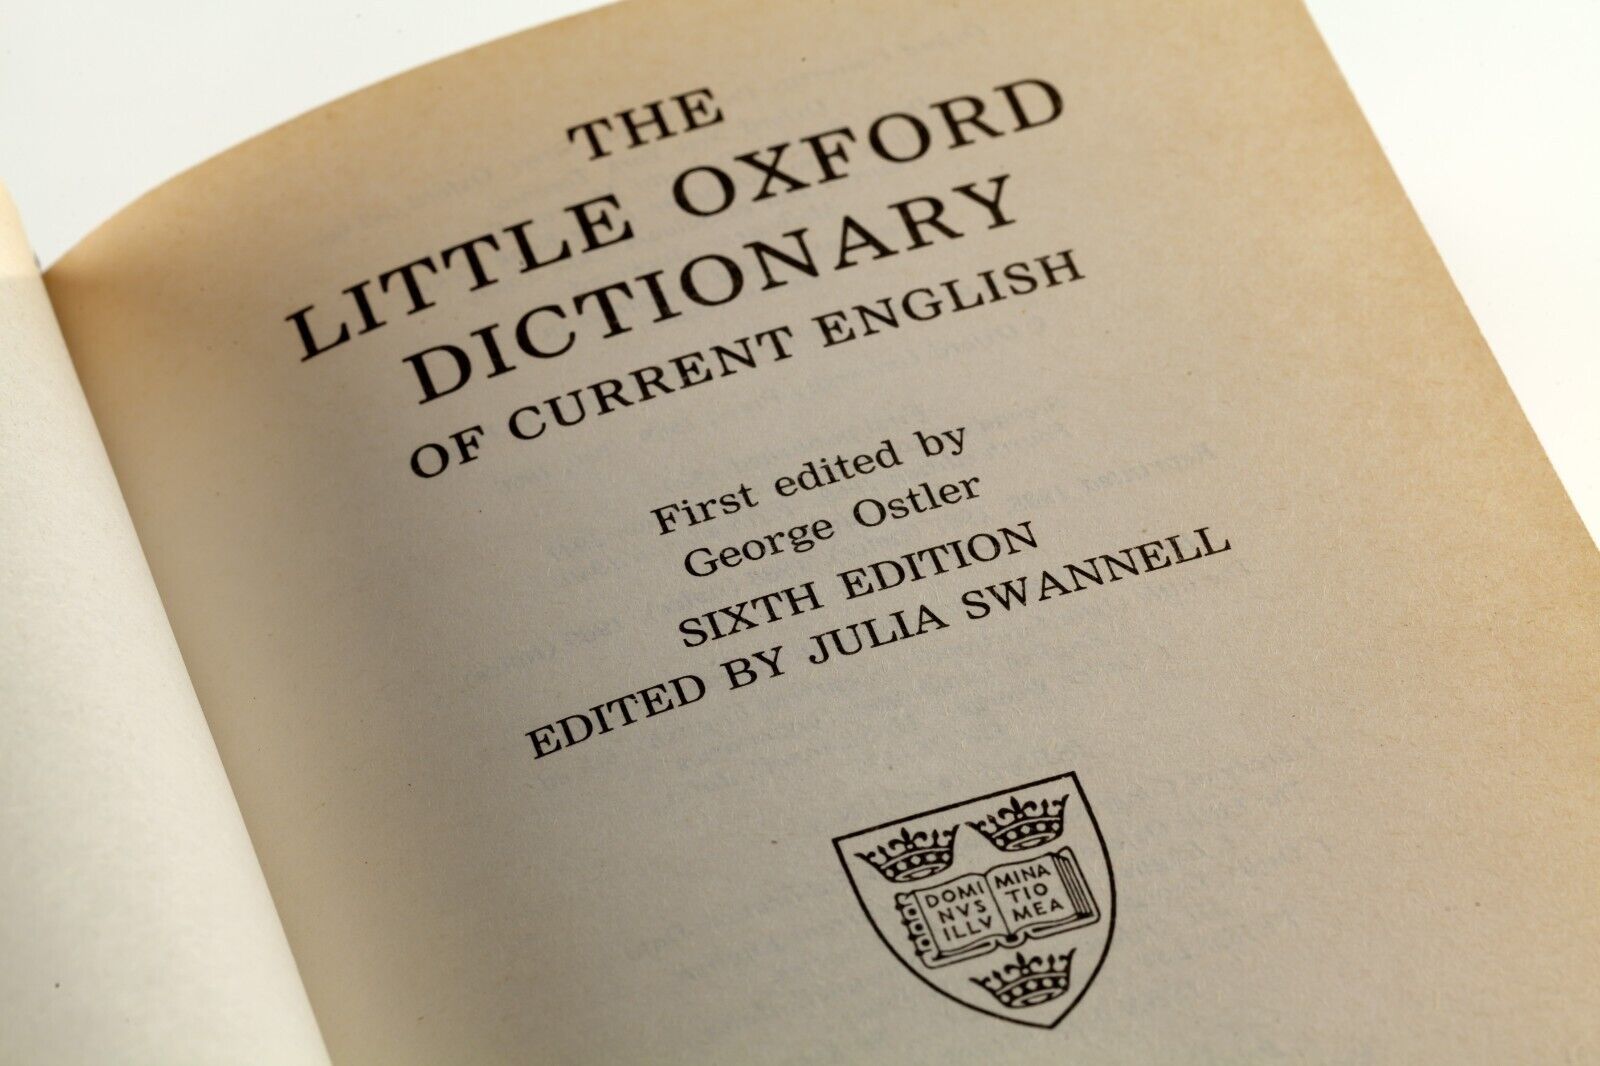 THE
LITTLE OXFORD
DICTIONARY
OF CURRENT ENGLISH
First edited by
George Ostler
SIXTH EDITION
EDITED BY JULIA SWANNELL
DOMI MINA
NVS TIO
ILLV MEA